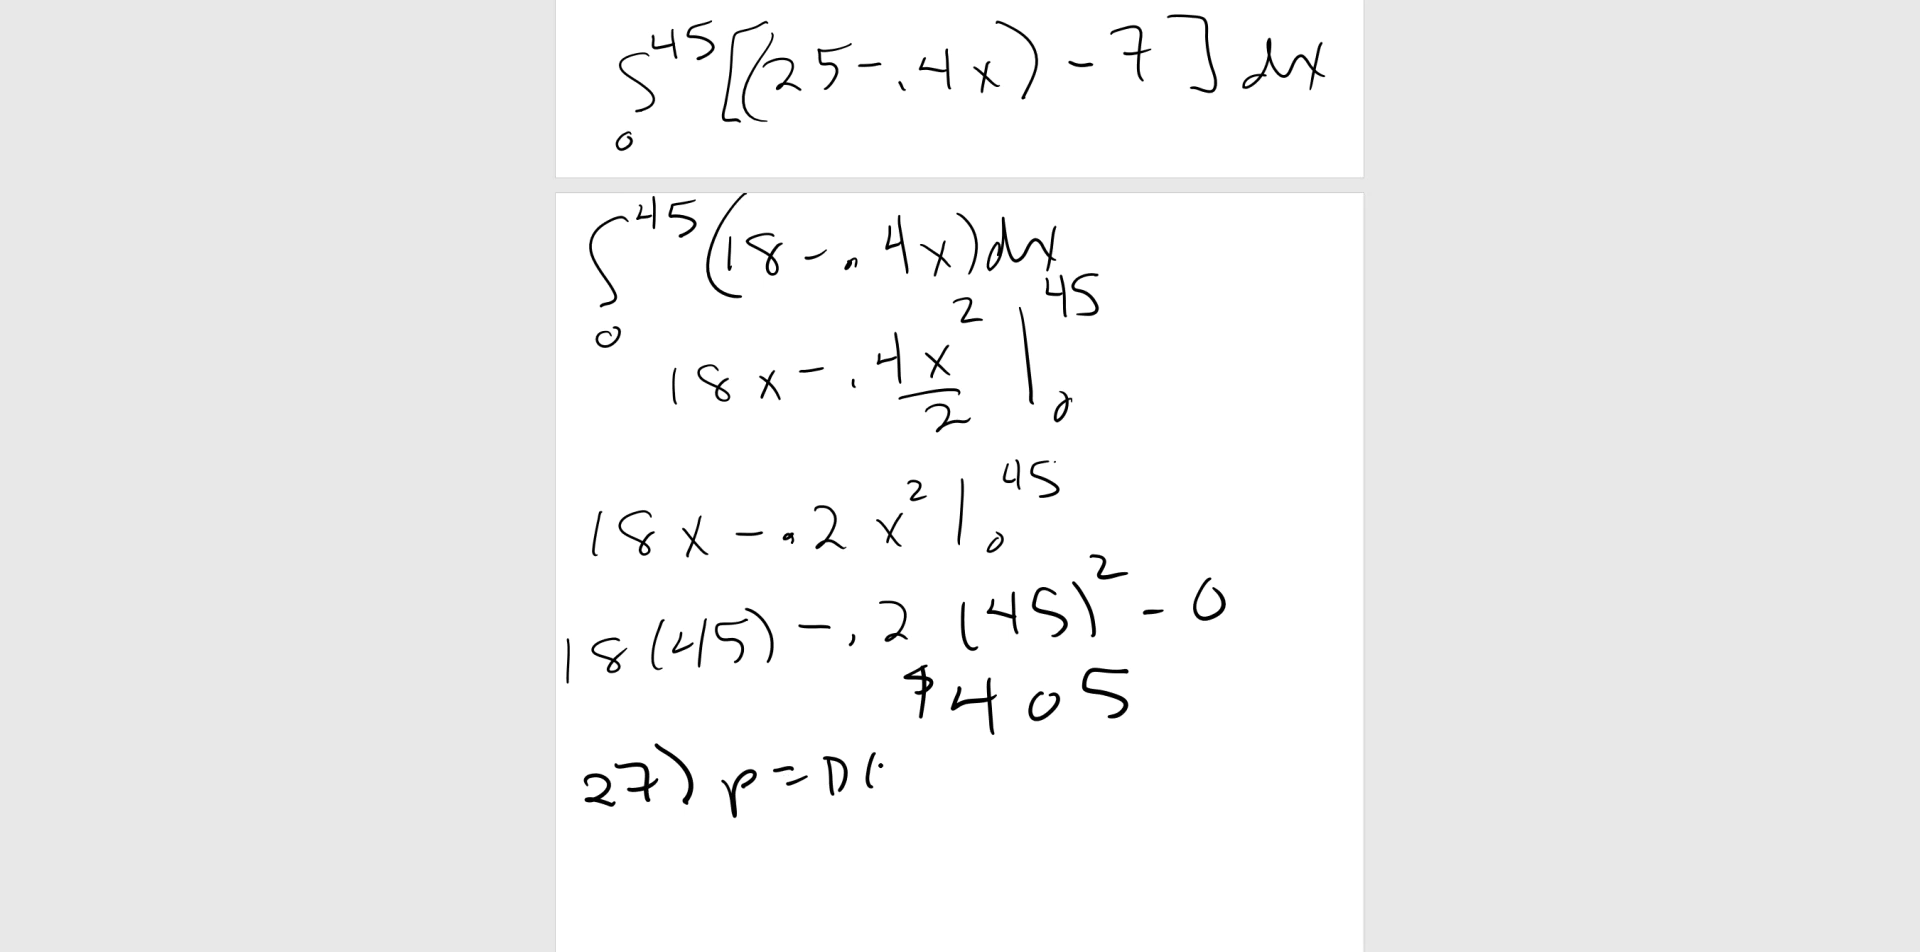 ∫₀⁴⁵ [(25-.4x) - 7] dx
∫₀⁴⁵ (18-.4x)dx
18x - .4x²/2 |₀⁴⁵
18x - .2x² |₀⁴⁵
18(45) - .2 (45)² - 0
$405
27) p = D(